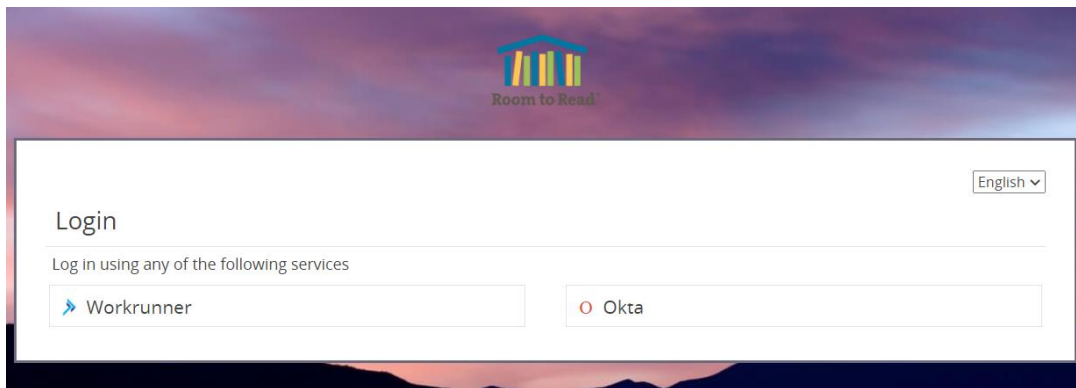 Room to Read
English
Login
Log in using any of the following services
Workrunner
O Okta